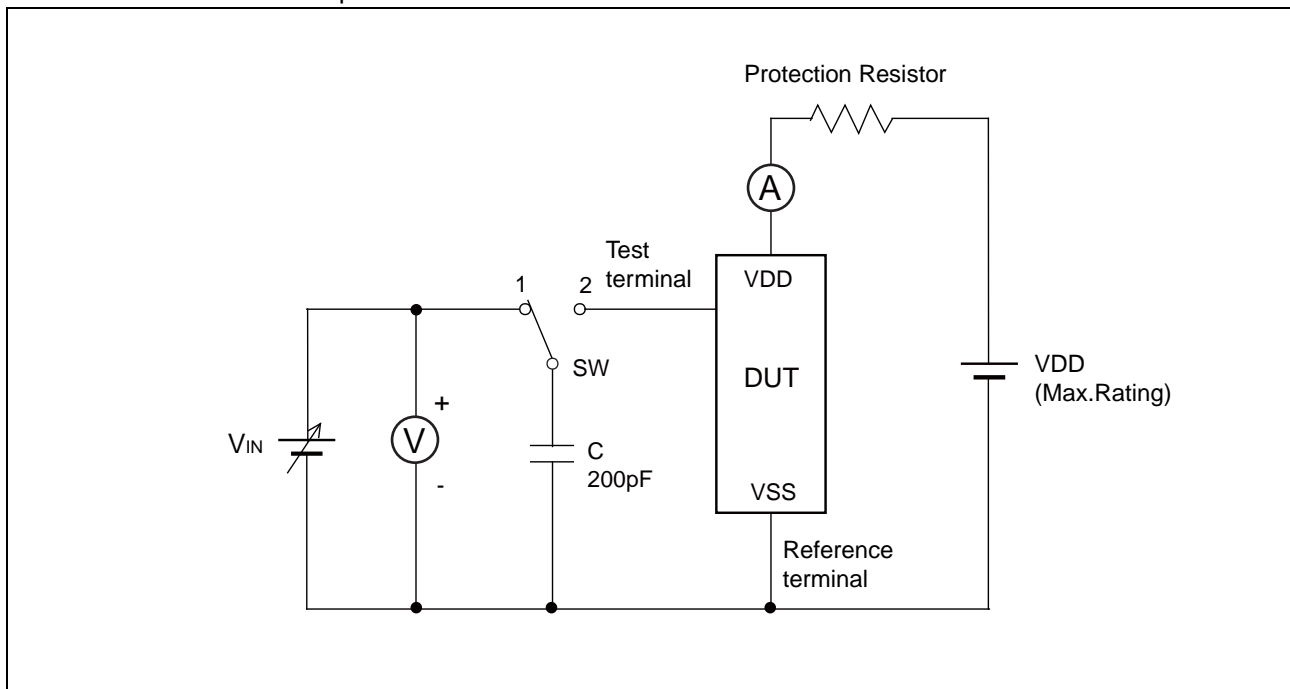 Protection Resistor
A
Test
terminal
1
2
VDD
SW
DUT
VDD
(Max.Rating)
VIN
+
V
-
C
200pF
VSS
Reference
terminal